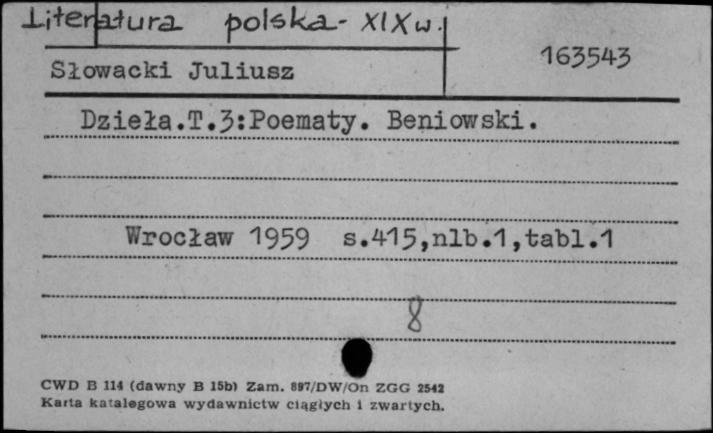 Literatura polska - XIX w.
163543
Słowacki Juliusz
Dzieła.T.3:Poematy. Beniowski.
Wrocław 1959 s.415,nlb.1,tabl.1
8
CWD B 114 (dawny B 15b) Zam. 897/DW/On ZGG 2542
Karta katalogowa wydawnictw ciągłych i zwartych.